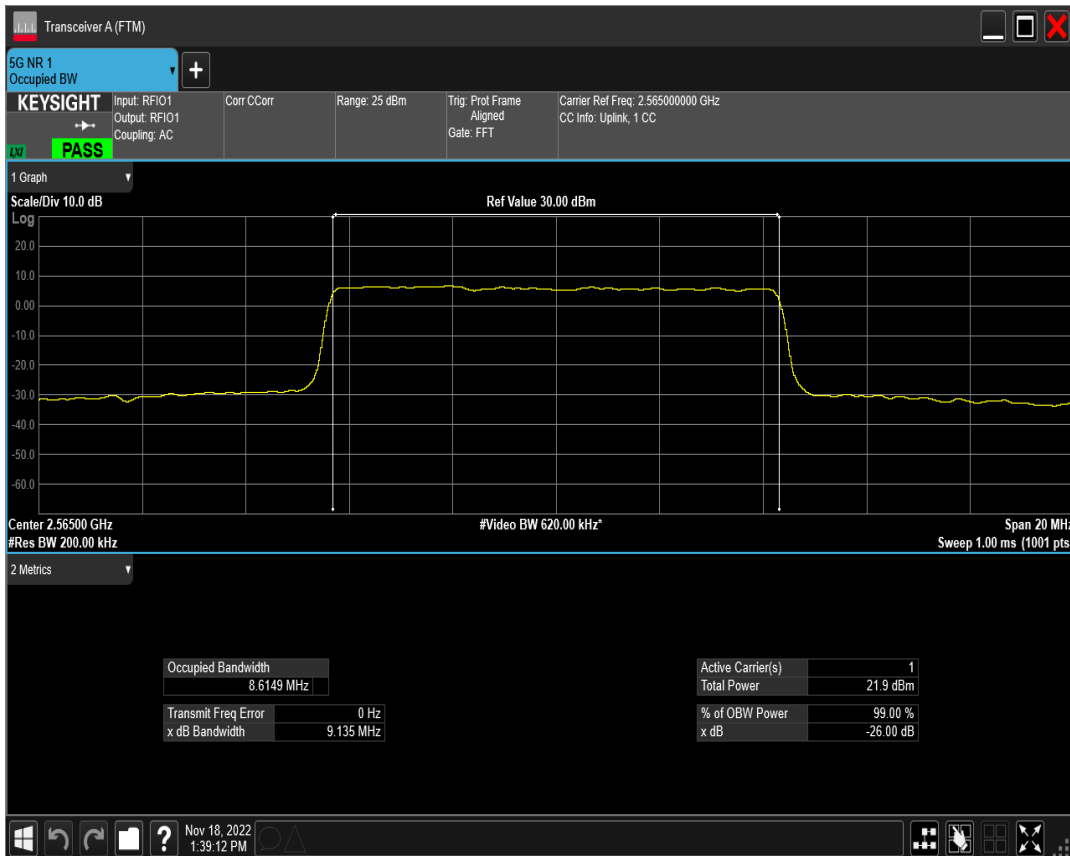 Transceiver A (FTM)
5G NR 1
Occupied BW
+
KEYSIGHT
LXI
PASS
Input: RFIO1
Output: RFIO1
Coupling: AC
Corr CCorr
Range: 25 dBm
Trig: Prot Frame
Aligned
Gate: FFT
Carrier Ref Freq: 2.565000000 GHz
CC Info: Uplink, 1 CC
1 Graph
Scale/Div 10.0 dB
Ref Value 30.00 dBm
Log
20.0
10.0
0.00
-10.0
-20.0
-30.0
-40.0
-50.0
-60.0
Center 2.56500 GHz
#Video BW 620.00 kHz*
Span 20 MHz
#Res BW 200.00 kHz
Sweep 1.00 ms (1001 pts
2 Metrics
Occupied Bandwidth
8.6149 MHz
Transmit Freq Error 0 Hz
x dB Bandwidth 9.135 MHz
Active Carrier(s) 1
Total Power 21.9 dBm
% of OBW Power 99.00 %
x dB -26.00 dB
?
Nov 18, 2022
1:39:12 PM